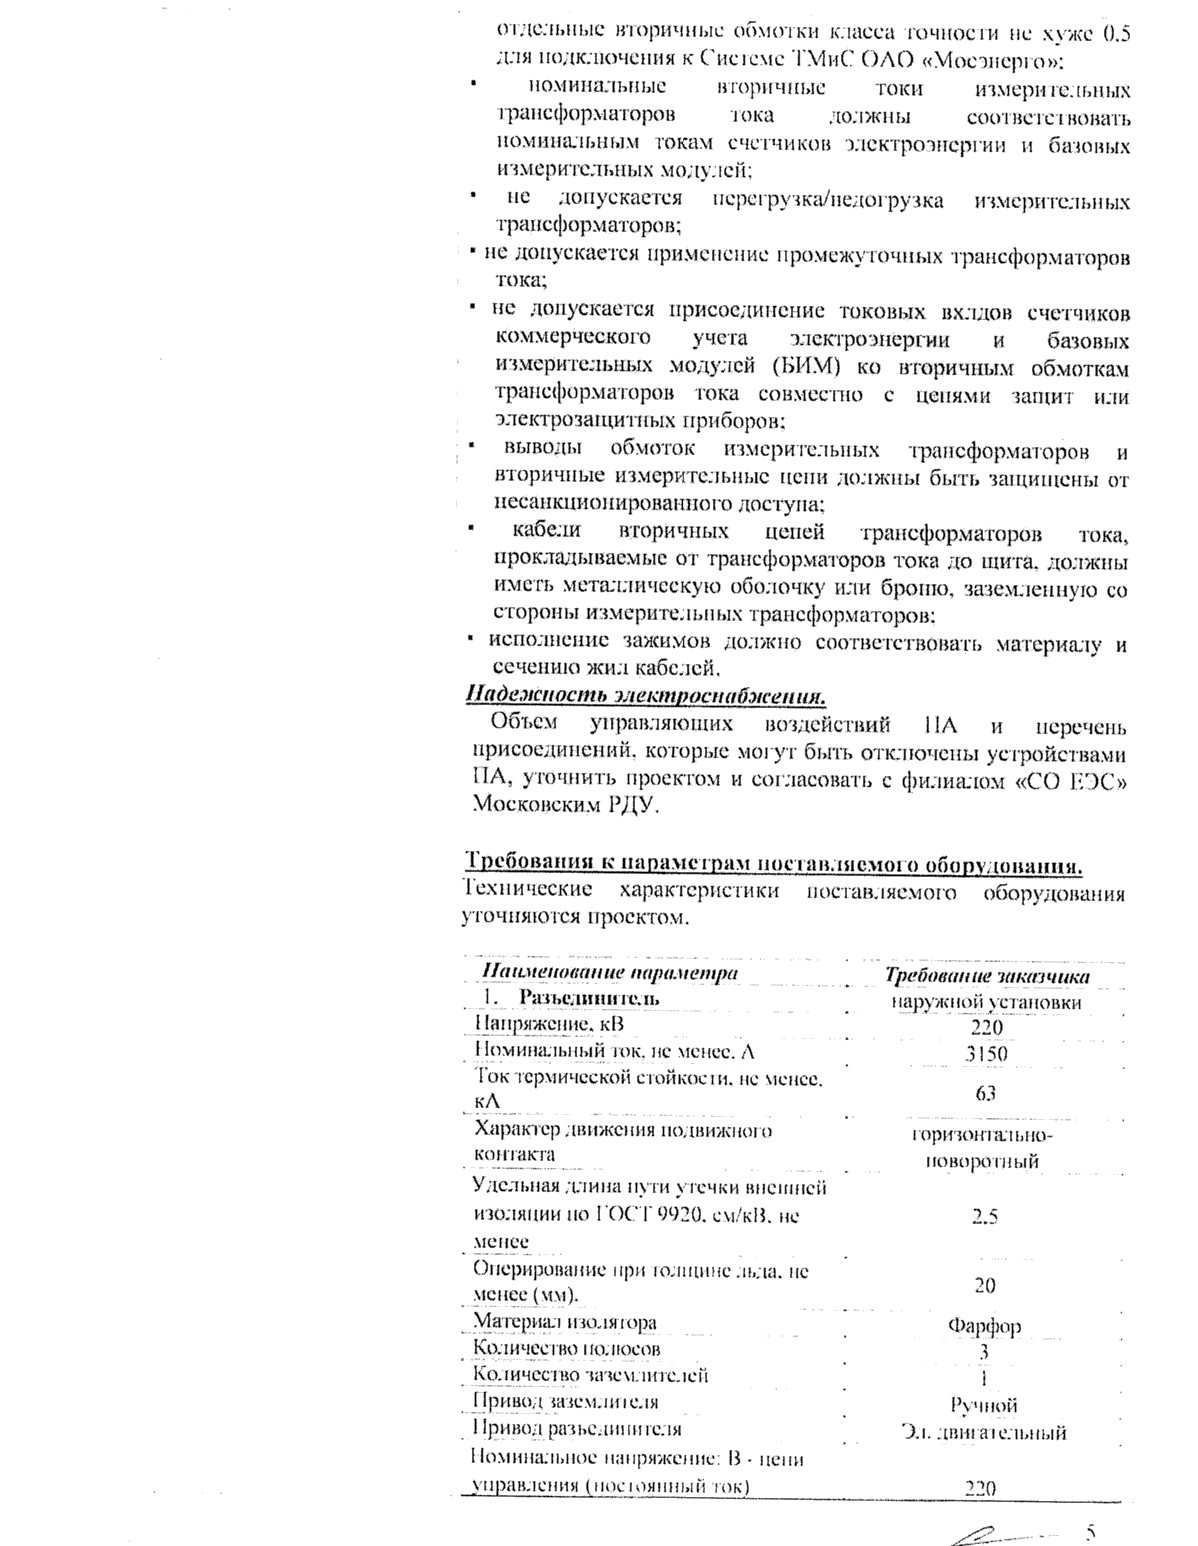 отдельные вторичные обмотки класса точности не хуже 0,5
для подключения к Системе ТМиС ОАО «Мосэнерго»;
▪ номинальные вторичные токи измерительных
трансформаторов тока должны соответствовать
номинальным токам счетчиков электроэнергии и базовых
измерительных модулей;
▪ не допускается перегрузка/недогрузка измерительных
трансформаторов;
▪ не допускается применение промежуточных трансформаторов
тока;
▪ не допускается присоединение токовых вхлдов счетчиков
коммерческого учета электроэнергии и базовых
измерительных модулей (БИМ) ко вторичным обмоткам
трансформаторов тока совместно с цепями защит или
электрозащитных приборов;
▪ выводы обмоток измерительных трансформаторов и
вторичные измерительные цепи должны быть защищены от
несанкционированного доступа;
▪ кабели вторичных цепей трансформаторов тока,
прокладываемые от трансформаторов тока до щита, должны
иметь металлическую оболочку или броню, заземленную со
стороны измерительных трансформаторов;
▪ исполнение зажимов должно соответствовать материалу и
сечению жил кабелей.
Надежность электроснабжения.
Объем управляющих воздействий ПА и перечень
присоединений, которые могут быть отключены устройствами
ПА, уточнить проектом и согласовать с филиалом «СО ЕЭС»
Московским РДУ.
Требования к параметрам поставляемого оборудования.
Технические характеристики поставляемого оборудования
уточняются проектом.
Наименование параметра Требование заказчика
1. Разъединитель наружной установки
Напряжение, кВ 220
Номинальный ток, не менее, А 3150
Ток термической стойкости, не менее,
кА 63
Характер движения подвижного
контакта горизонтально-
поворотный
Удельная длина пути утечки внешней
изоляции по ГОСТ 9920, см/кВ, не
менее 2,5
Оперирование при толщине льда, не
менее (мм). 20
Материал изолятора Фарфор
Количество полюсов 3
Количество заземлителей 1
Привод заземлителя Ручной
Привод разъединителя Эл. двигательный
Номинальное напряжение: В - цепи
управления (постоянный ток) 220
5